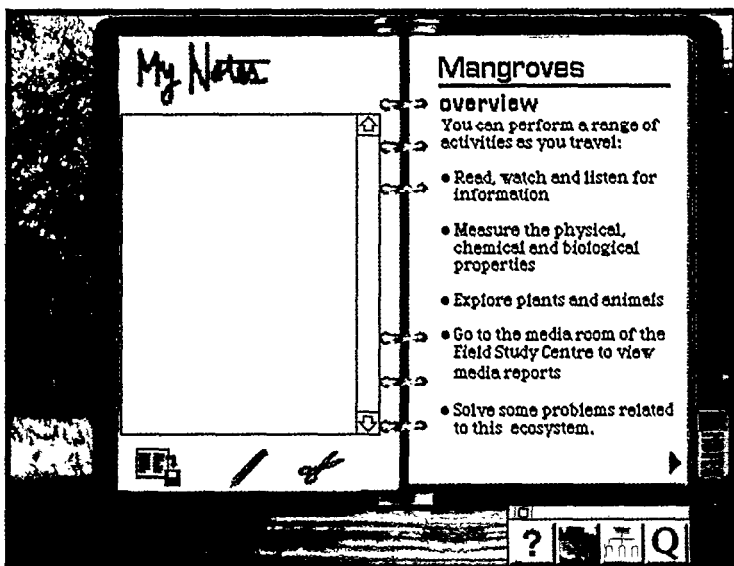 My Notes
Mangroves
overview
You can perform a range of
activities as you travel:
• Read, watch and listen for
information
• Measure the physical,
chemical and biological
properties
• Explore plants and animals
• Go to the media room of the
Field Study Centre to view
media reports
• Solve some problems related
to this ecosystem.
? Q